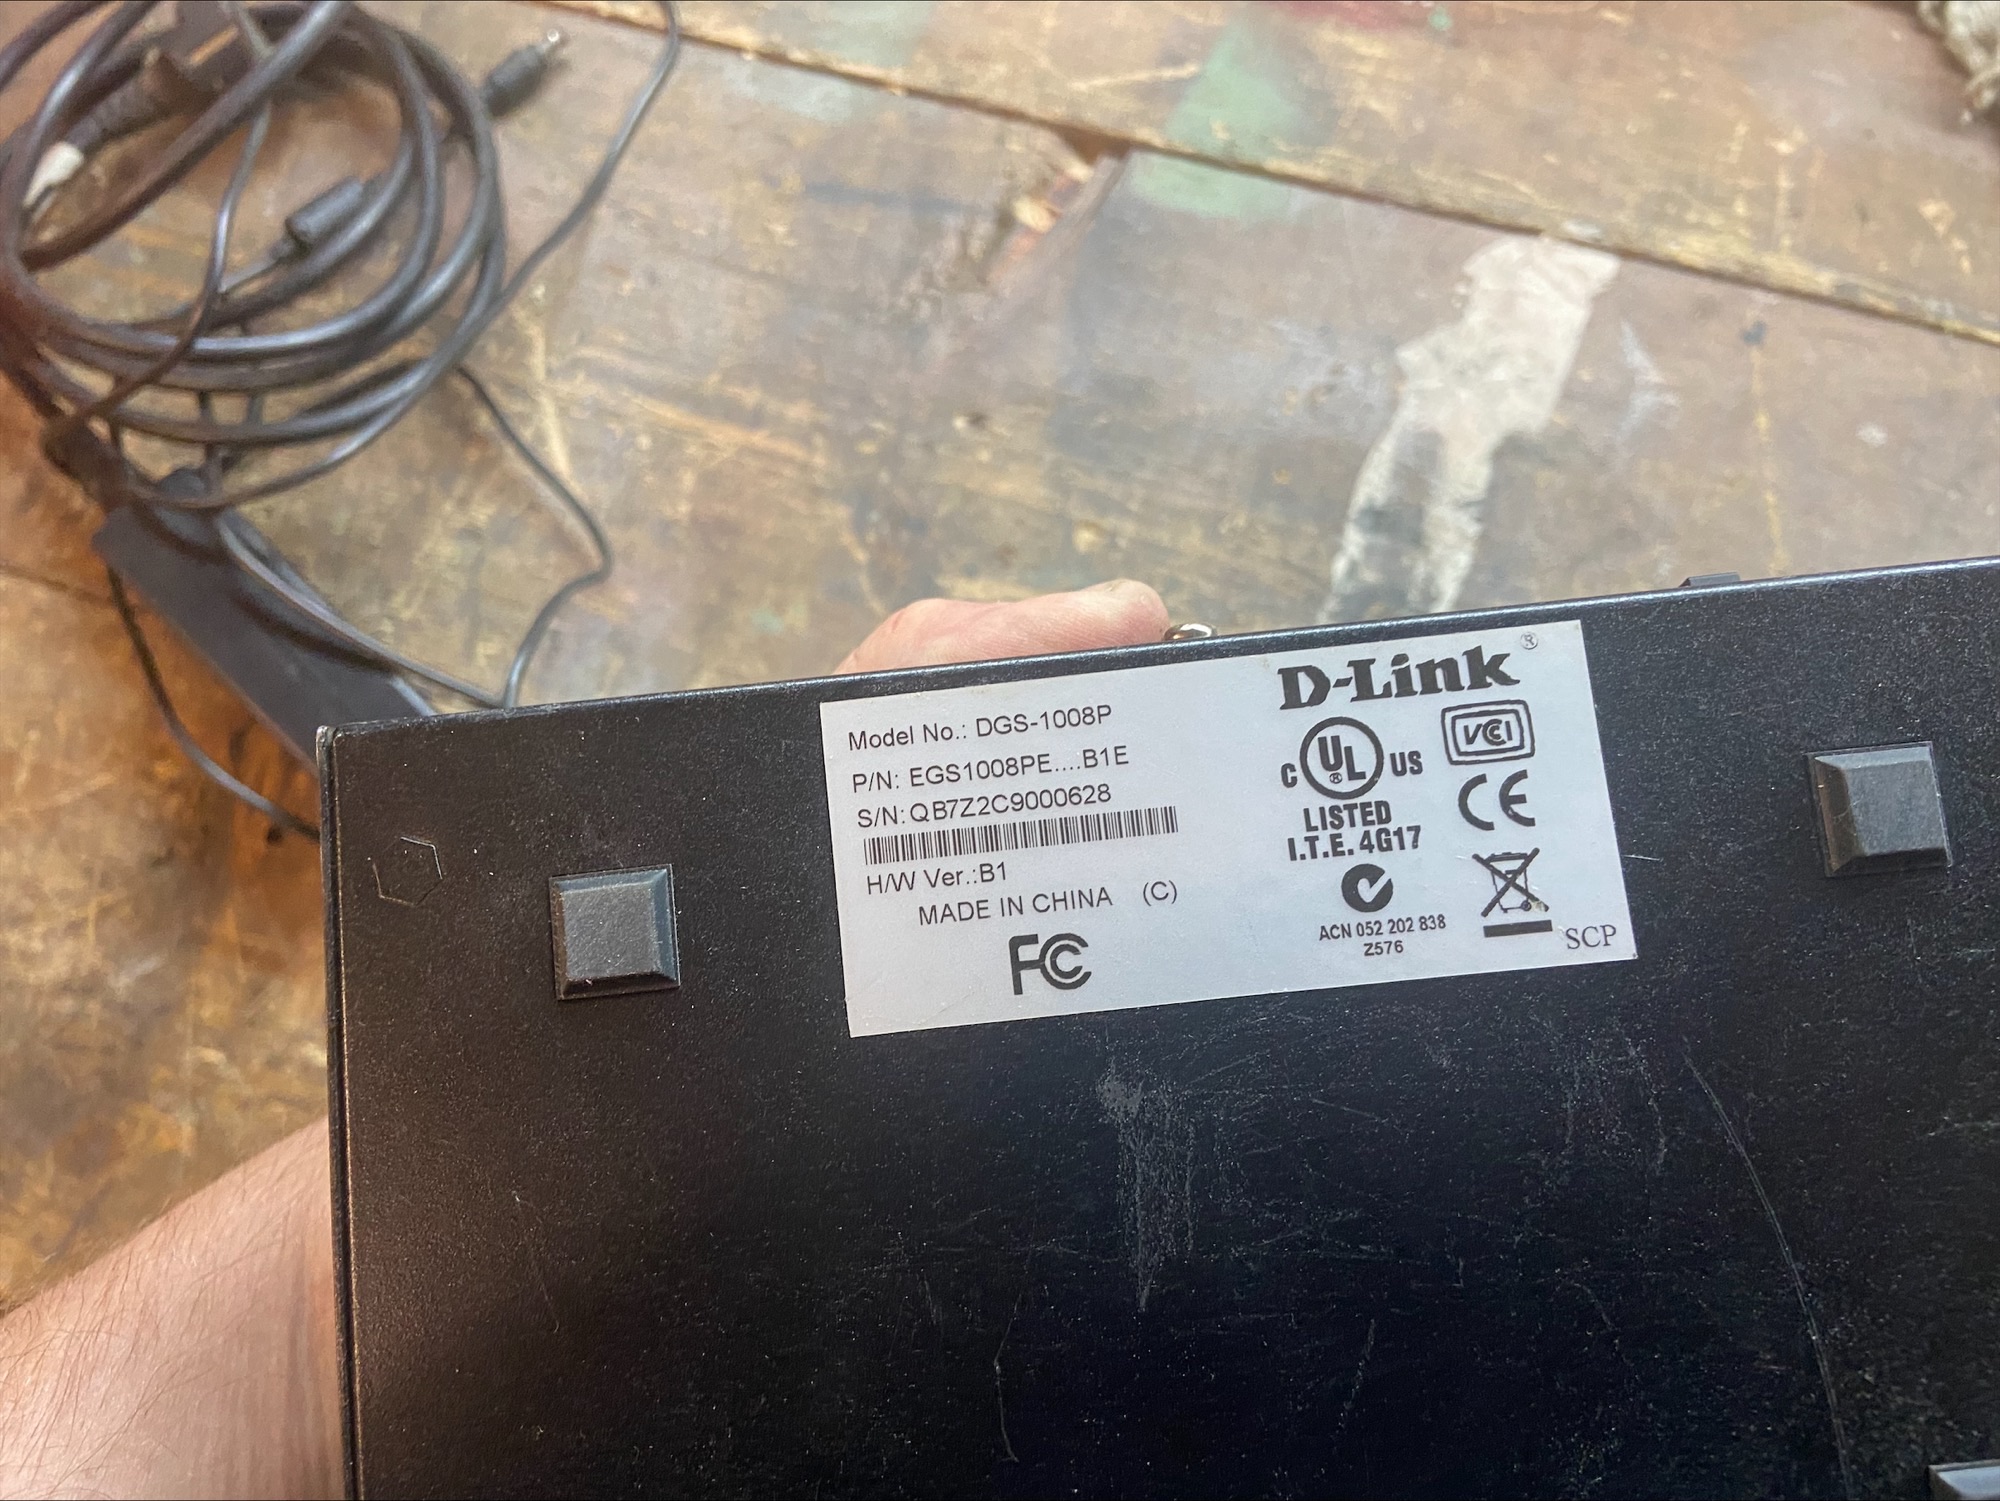 Model No.: DGS-1008P
P/N: EGS1008PE....B1E
S/N: QB7Z2C9000628
H/W Ver.:B1
MADE IN CHINA (C)
FC
D-Link ®
C UL ® US
LISTED
I.T.E. 4G17
VCI
CE
ACN 052 202 838
Z576
SCP